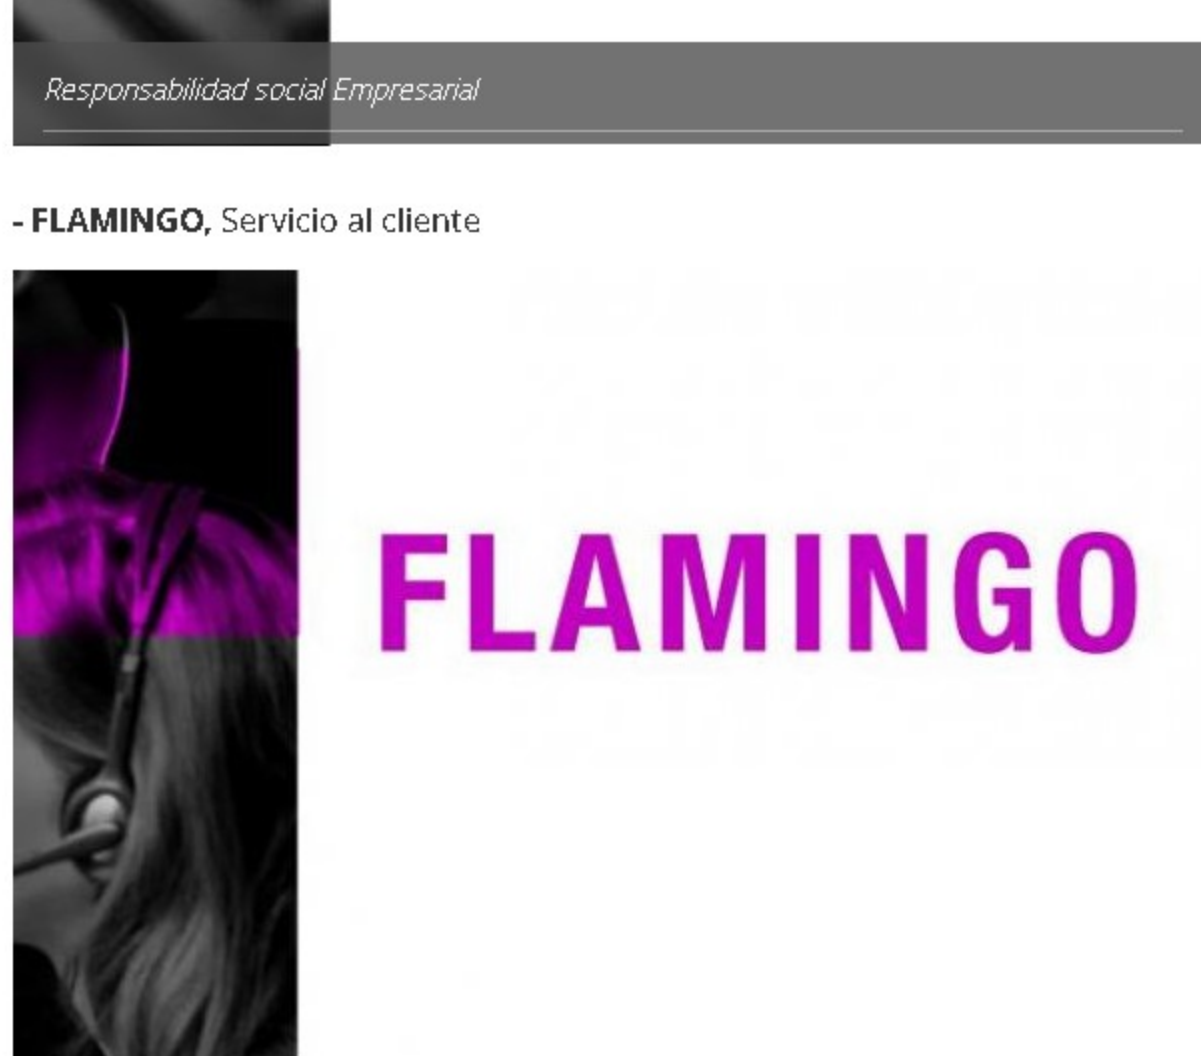 Responsabilidad social Empresarial
- FLAMINGO, Servicio al cliente
FLAMINGO